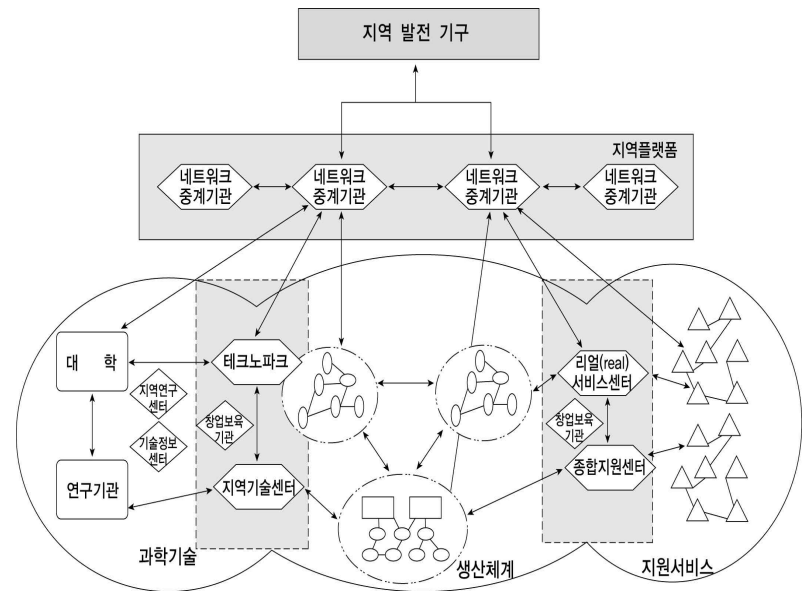 지역 발전 기구
지역플랫폼
네트워크
중계기관
네트워크
중계기관
네트워크
중계기관
네트워크
중계기관
대 학
지역연구
센터
기술정보
센터
연구기관
테크노파크
창업보육
기관
지역기술센터
리얼(real)
서비스센터
창업보육
기관
종합지원센터
과학기술
생산체계
지원서비스